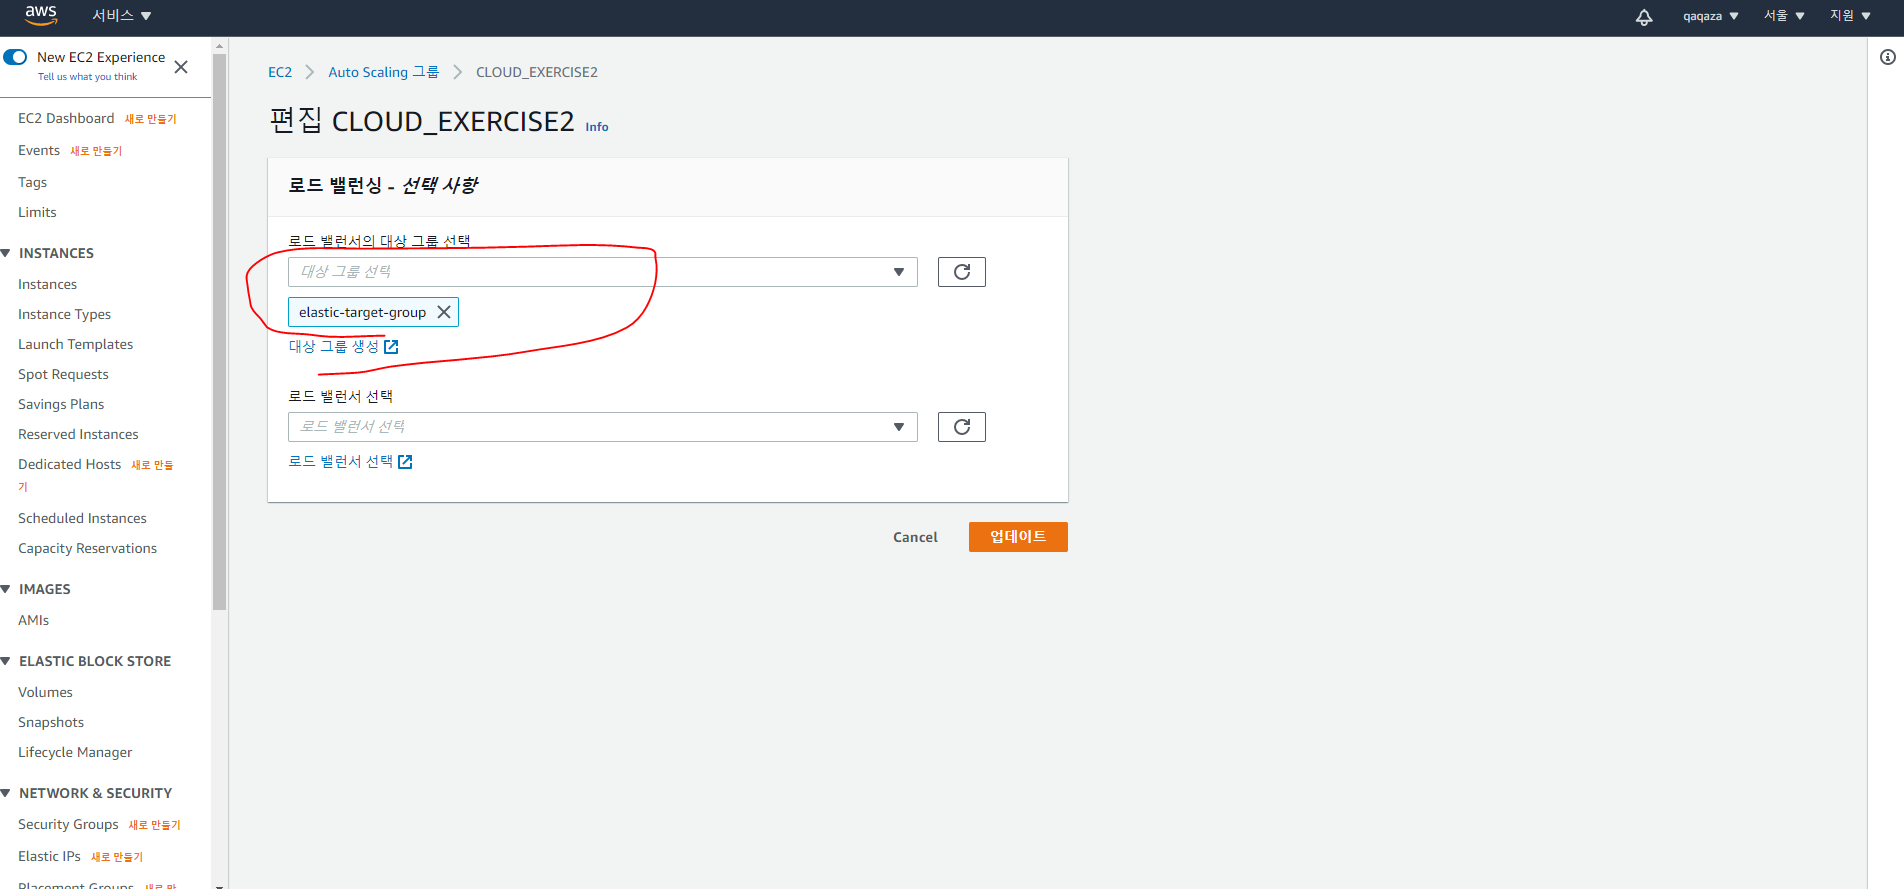 aws 서비스 qaqaza 서울 지원
New EC2 Experience
Tell us what you think
EC2 Dashboard 새로 만들기
Events 새로 만들기
Tags
Limits
INSTANCES
Instances
Instance Types
Launch Templates
Spot Requests
Savings Plans
Reserved Instances
Dedicated Hosts 새로 만들
기
Scheduled Instances
Capacity Reservations
IMAGES
AMIs
ELASTIC BLOCK STORE
Volumes
Snapshots
Lifecycle Manager
NETWORK & SECURITY
Security Groups 새로 만들기
Elastic IPs 새로 만들기
Placement Groups 새로 만
EC2 Auto Scaling 그룹 CLOUD_EXERCISE2
편집 CLOUD_EXERCISE2 Info
로드 밸런싱 - 선택 사항
로드 밸런서의 대상 그룹 선택
대상 그룹 선택
elastic-target-group
대상 그룹 생성
로드 밸런서 선택
로드 밸런서 선택
로드 밸런서 선택
Cancel 업데이트